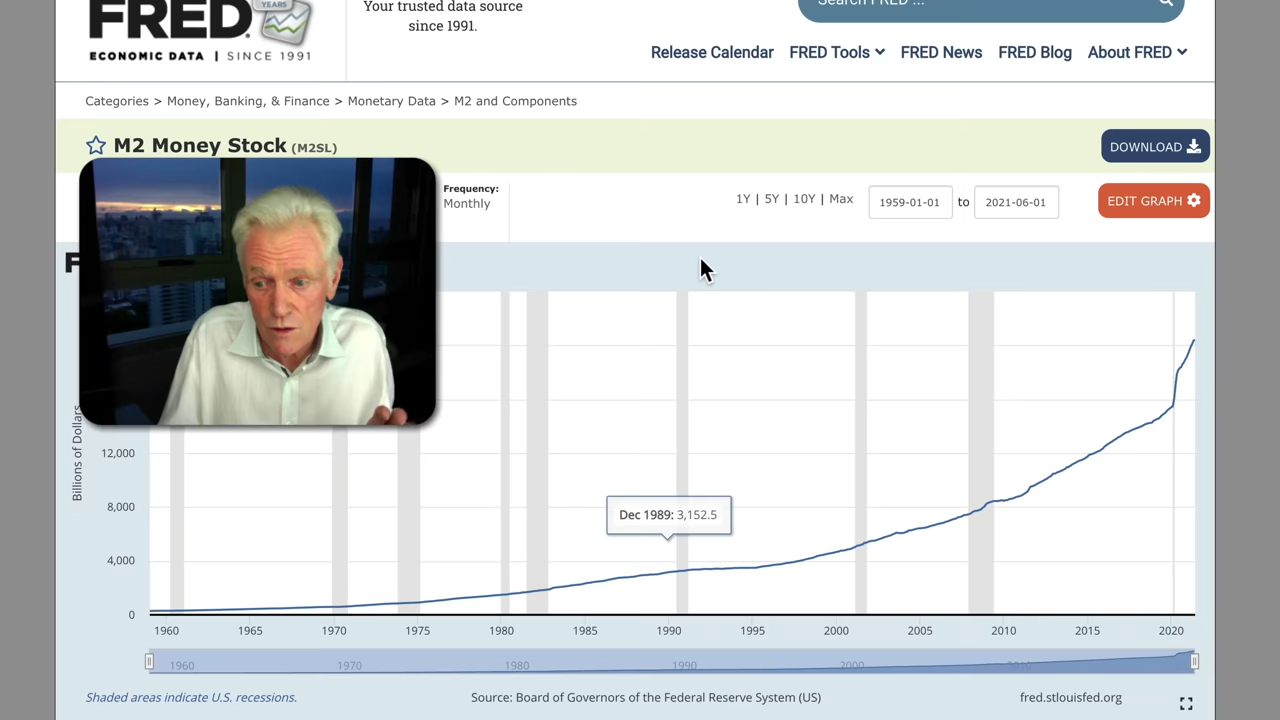 FRED
YEARS
ECONOMIC DATA | SINCE 1991
Your trusted data source
since 1991.
Search FRED ...
Release Calendar FRED Tools FRED News FRED Blog About FRED
Categories > Money, Banking, & Finance > Monetary Data > M2 and Components
M2 Money Stock (M2SL)
DOWNLOAD
Frequency:
Monthly
1Y | 5Y | 10Y | Max 1959-01-01 to 2021-06-01
EDIT GRAPH
F
Billions of Dollars
12,000
8,000
4,000
0
Dec 1989: 3,152.5
1960 1965 1970 1975 1980 1985 1990 1995 2000 2005 2010 2015 2020
1960 1970 1980 1990 2000 2010
Shaded areas indicate U.S. recessions.
Source: Board of Governors of the Federal Reserve System (US)
fred.stlouisfed.org